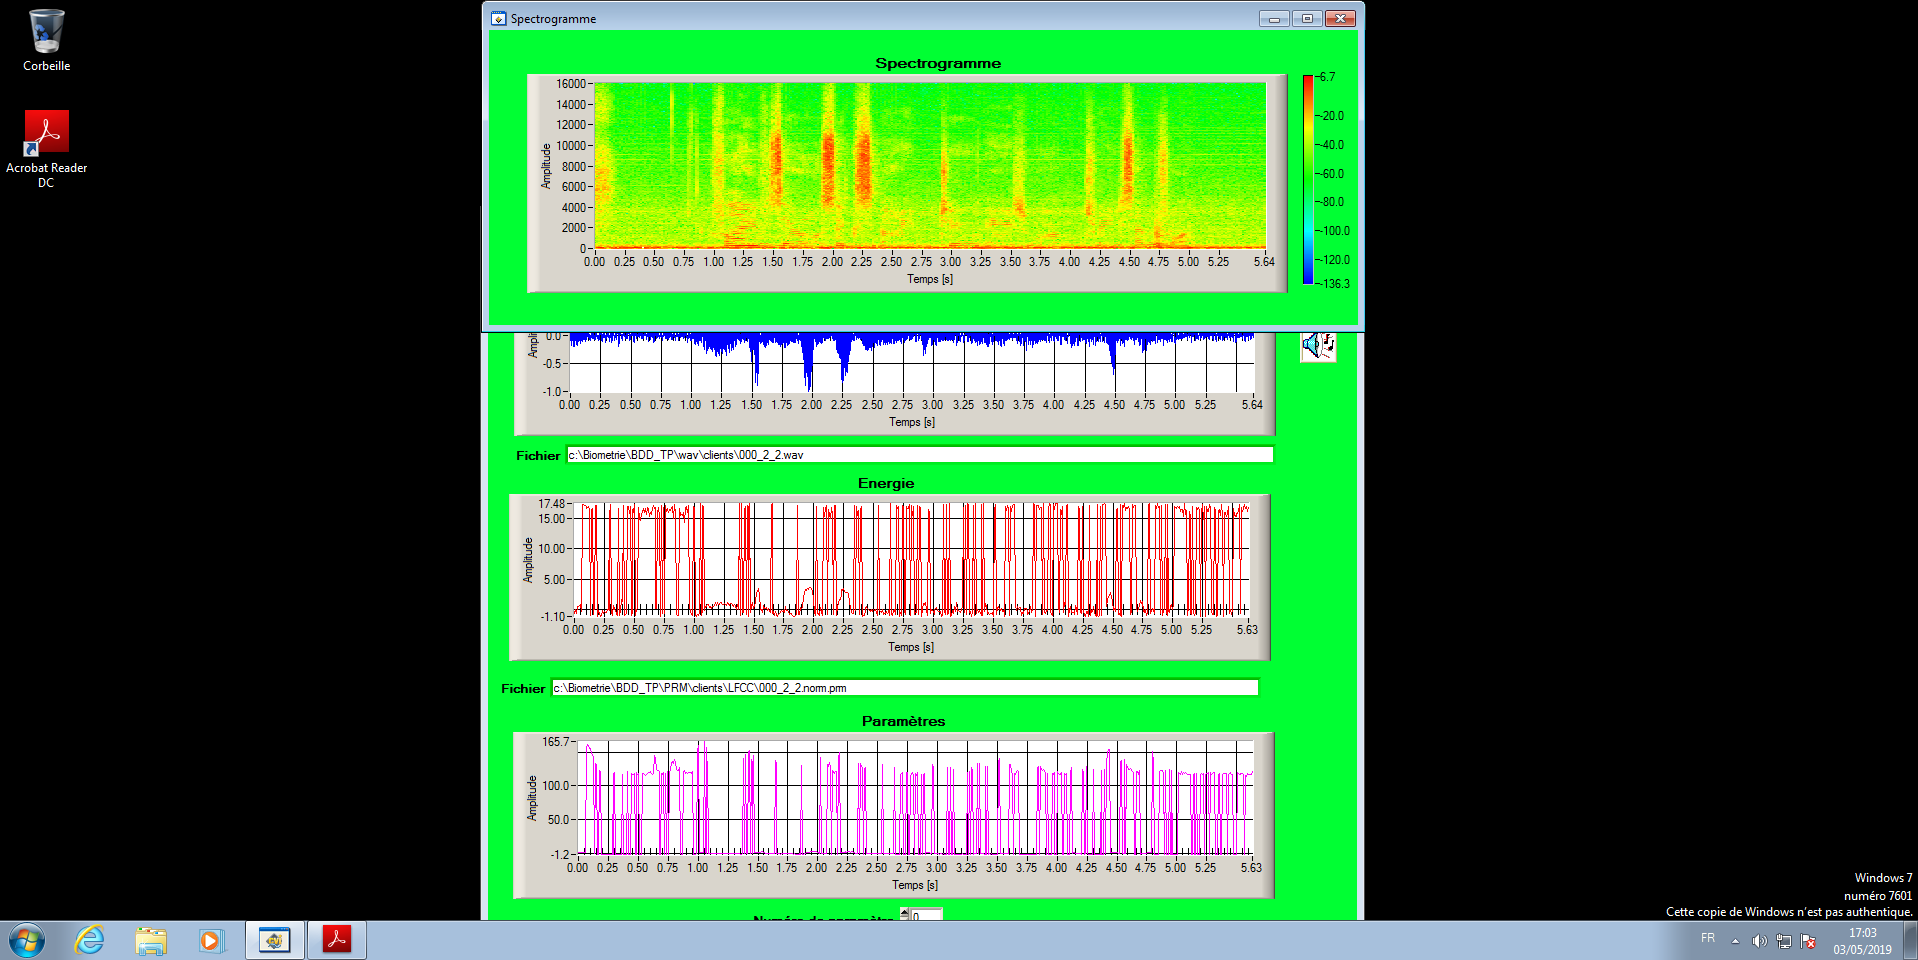 Corbeille
Acrobat Reader
DC
Spectrogramme
Spectrogramme
16000
14000
12000
10000
8000
6000
4000
2000
0
Amplitude
0.00 0.25 0.50 0.75 1.00 1.25 1.50 1.75 2.00 2.25 2.50 2.75 3.00 3.25 3.50 3.75 4.00 4.25 4.50 4.75 5.00 5.25 5.64
Temps [s]
6.7
-20.0
-40.0
-60.0
-80.0
-100.0
-120.0
-136.3
0.0
-0.5
-1.0
0.00 0.25 0.50 0.75 1.00 1.25 1.50 1.75 2.00 2.25 2.50 2.75 3.00 3.25 3.50 3.75 4.00 4.25 4.50 4.75 5.00 5.25 5.64
Temps [s]
Fichier c:\Biometrie\BDD_TP\wav\clients\000_2_2.wav
Energie
17.48
15.00
10.00
5.00
-1.10
Amplitude
0.00 0.25 0.50 0.75 1.00 1.25 1.50 1.75 2.00 2.25 2.50 2.75 3.00 3.25 3.50 3.75 4.00 4.25 4.50 4.75 5.00 5.25 5.63
Temps [s]
Fichier c:\Biometrie\BDD_TP\PRM\clients\LFCC\000_2_2.norm.prm
Paramètres
165.7
100.0
50.0
-1.2
Amplitude
0.00 0.25 0.50 0.75 1.00 1.25 1.50 1.75 2.00 2.25 2.50 2.75 3.00 3.25 3.50 3.75 4.00 4.25 4.50 4.75 5.00 5.25 5.63
Temps [s]
Numéro de paramètre 0
Windows 7
numéro 7601
Cette copie de Windows n'est pas authentique.
FR
17:03
03/05/2019